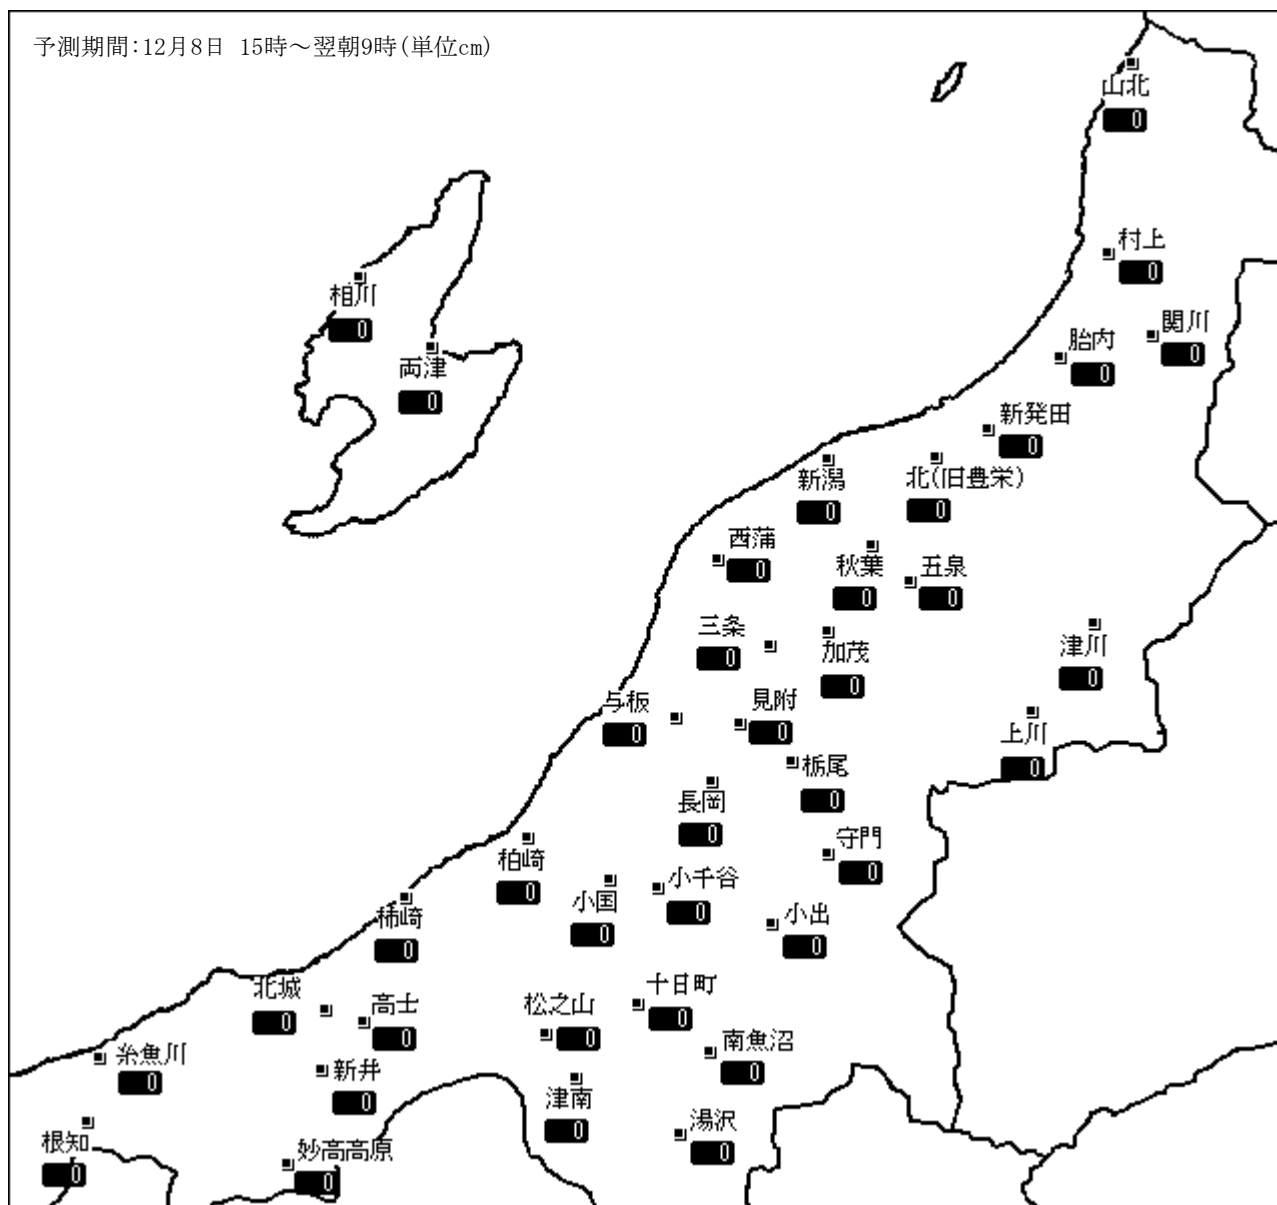 予測期間:12月8日 15時～翌朝9時(単位cm)
山北
0
村上
0
関川
0
胎内
0
相川
0
両津
0
新発田
0
新潟
0
北(旧豊栄)
0
西蒲
0
秋葉
0
五泉
0
三条
0
加茂
0
津川
0
与板
0
見附
0
上川
0
栃尾
0
長岡
0
守門
0
柏崎
0
小国
0
小千谷
0
小出
0
柿崎
0
北城
0
高士
0
松之山
0
十日町
0
南魚沼
0
糸魚川
0
新井
0
津南
0
湯沢
0
根知
0
妙高高原
0